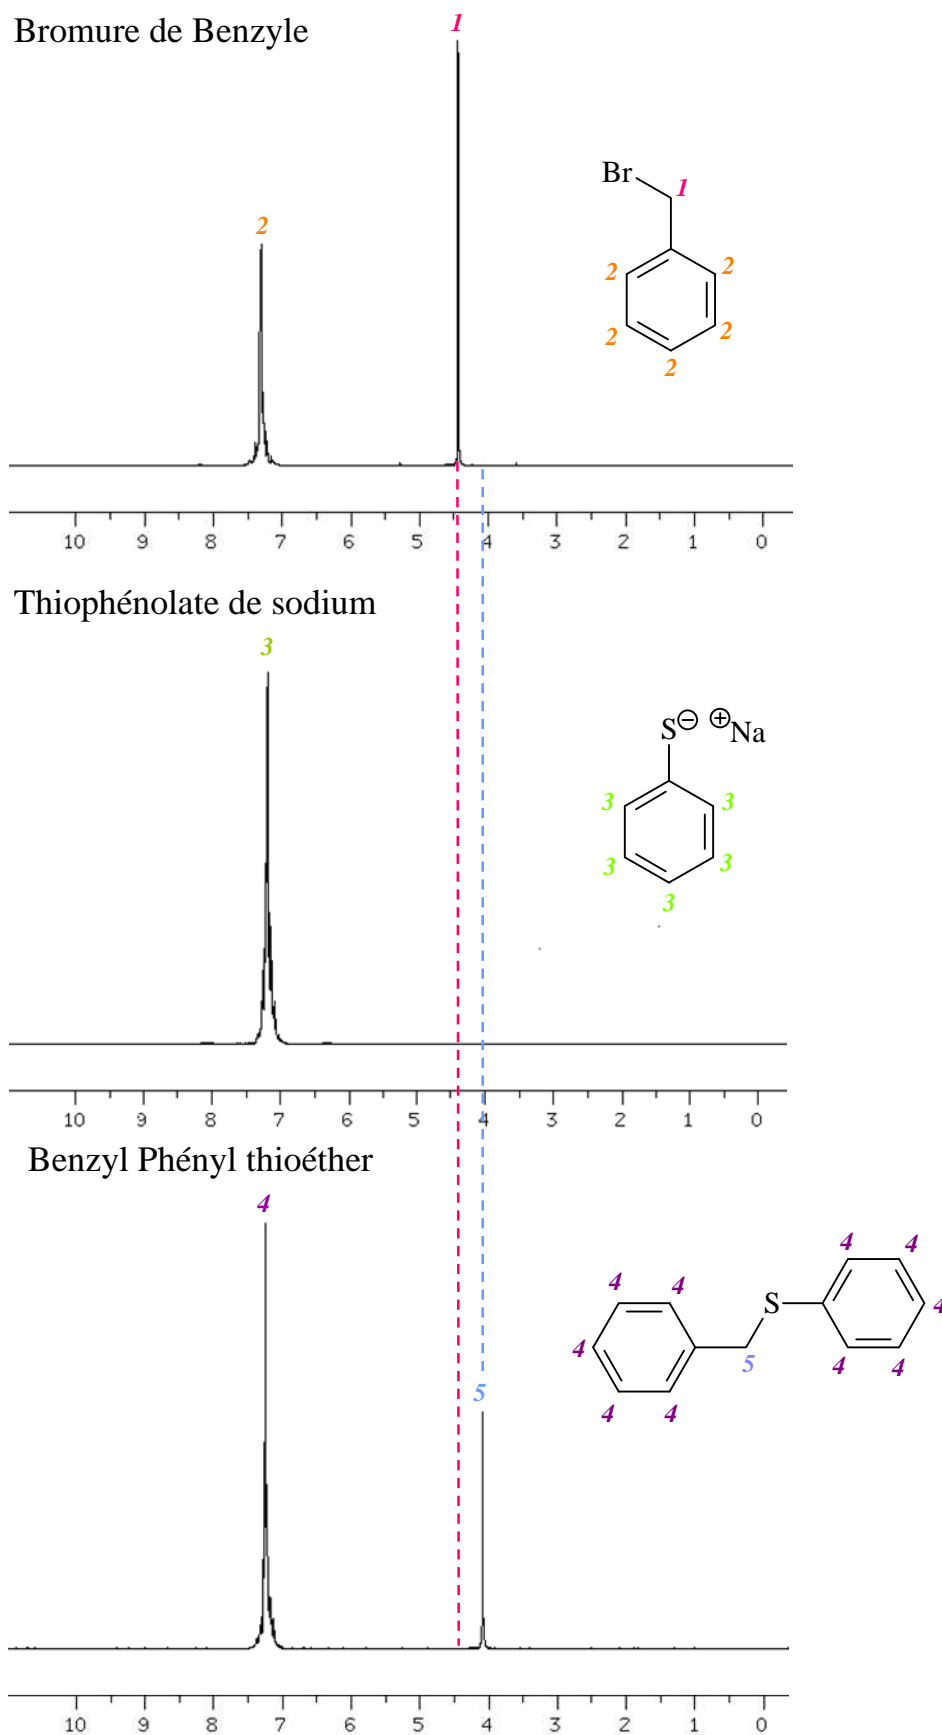 Bromure de Benzyle
1
2
Br 1
2 2
2 2
2
10 9 8 7 6 5 4 3 2 1 0
Thiophénolate de sodium
3
S⊖ ⊕Na
3 3
3 3
3
10 9 8 7 6 5 4 3 2 1 0
Benzyl Phényl thioéther
4
4 4
4 4 S 4
4 5 4 4
4 4
5
10 9 8 7 6 5 4 3 2 1 0